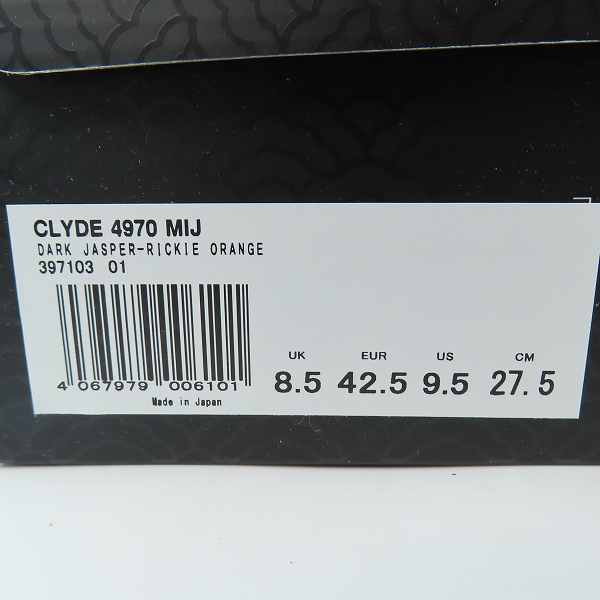 CLYDE 4970 MIJ
DARK JASPER-RICKIE ORANGE
397103 01
UK EUR US CM
8.5 42.5 9.5 27.5
4 067979 006101
Made in Japan